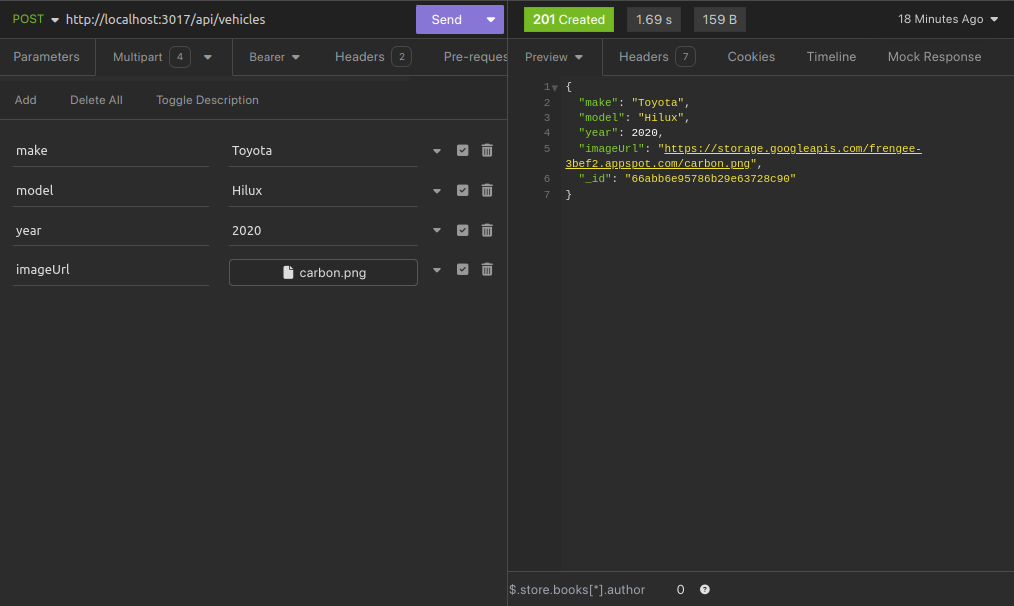 POST http://localhost:3017/api/vehicles Send
Parameters Multipart 4 Bearer Headers 2 Pre-reques
Add Delete All Toggle Description
make Toyota
model Hilux
year 2020
imageUrl carbon.png
201 Created 1.69 s 159 B 18 Minutes Ago
Preview Headers 7 Cookies Timeline Mock Response
1 {
2 "make": "Toyota",
3 "model": "Hilux",
4 "year": 2020,
5 "imageUrl": "https://storage.googleapis.com/frengee-
3bef2.appspot.com/carbon.png",
6 "_id": "66abb6e95786b29e63728c90"
7 }
$.store.books[*].author 0 ?